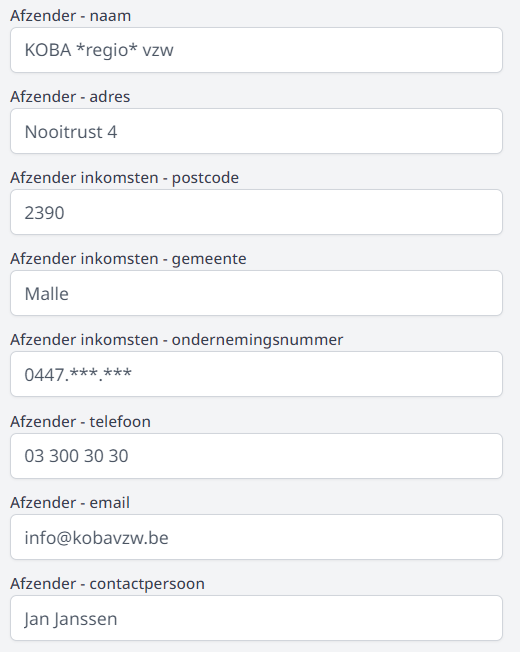 Afzender - naam
KOBA *regio* vzw
Afzender - adres
Nooitrust 4
Afzender inkomsten - postcode
2390
Afzender inkomsten - gemeente
Malle
Afzender inkomsten - ondernemingsnummer
0447.***.***
Afzender - telefoon
03 300 30 30
Afzender - email
info@kobavzw.be
Afzender - contactpersoon
Jan Janssen